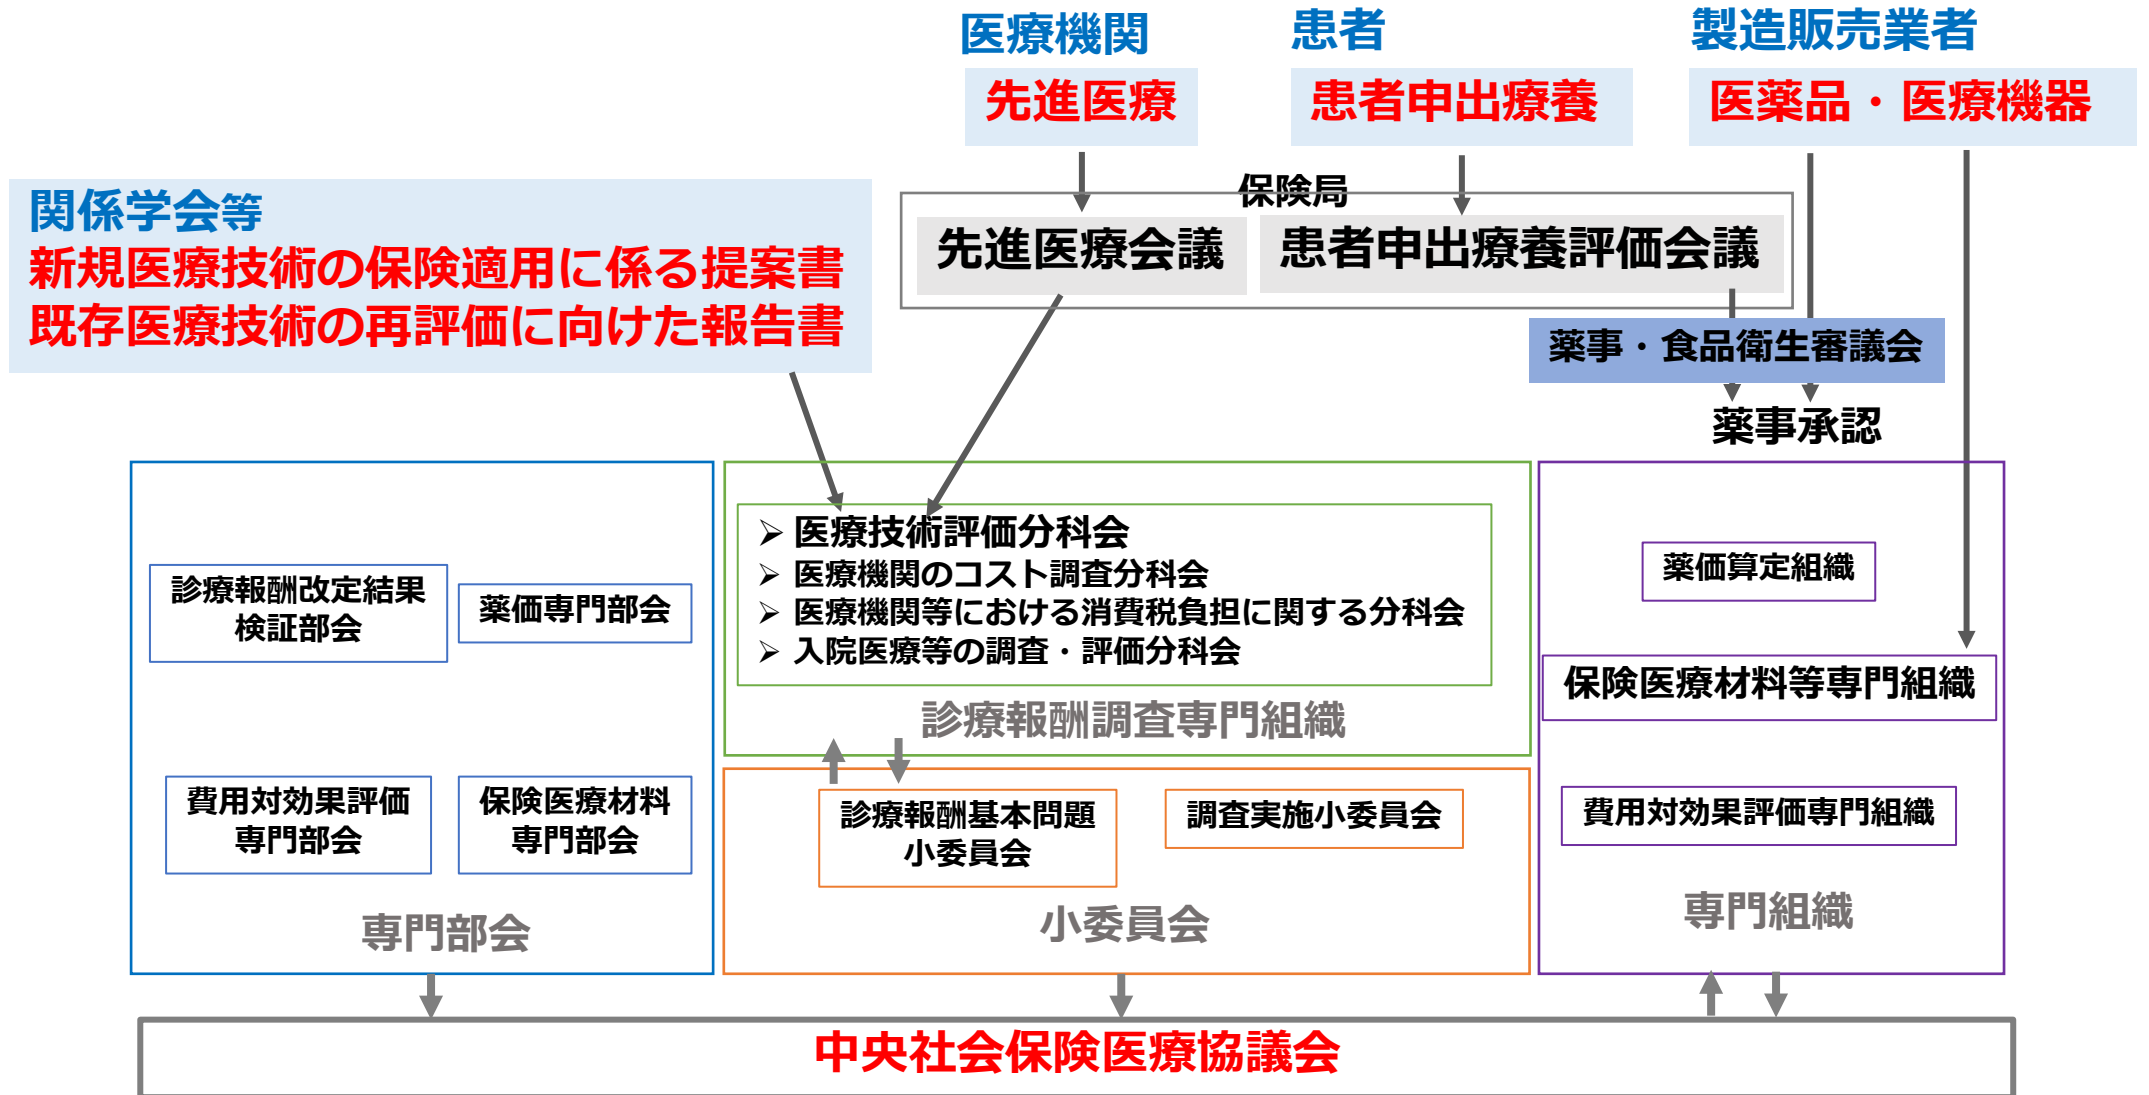 医療機関
患者
製造販売業者
先進医療
患者申出療養
医薬品・医療機器
保険局
関係学会等
新規医療技術の保険適用に係る提案書
既存医療技術の再評価に向けた報告書
先進医療会議
患者申出療養評価会議
薬事・食品衛生審議会
薬事承認
診療報酬改定結果
検証部会
薬価専門部会
費用対効果評価
専門部会
保険医療材料
専門部会
専門部会
➢ 医療技術評価分科会
➢ 医療機関のコスト調査分科会
➢ 医療機関等における消費税負担に関する分科会
➢ 入院医療等の調査・評価分科会
診療報酬調査専門組織
診療報酬基本問題
小委員会
調査実施小委員会
小委員会
薬価算定組織
保険医療材料等専門組織
費用対効果評価専門組織
専門組織
中央社会保険医療協議会